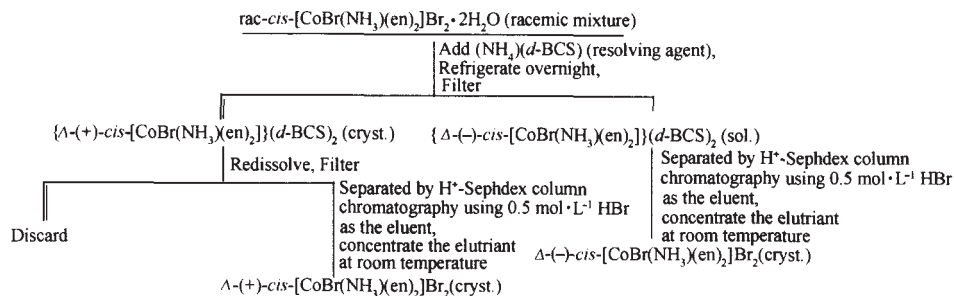 rac-cis-[CoBr(NH₃)(en)₂]Br₂·2H₂O (racemic mixture)
Add (NH₄)(d-BCS) (resolving agent),
Refrigerate overnight,
Filter
{Λ-(+)-cis-[CoBr(NH₃)(en)₂]}(d-BCS)₂ (cryst.)
{Δ-(−)-cis-[CoBr(NH₃)(en)₂]}(d-BCS)₂ (sol.)
Redissolve, Filter
Separated by H⁺-Sephdex column
chromatography using 0.5 mol·L⁻¹ HBr
as the eluent,
concentrate the elutriant
at room temperature
Discard
Separated by H⁺-Sephdex column
chromatography using 0.5 mol·L⁻¹ HBr
as the eluent,
concentrate the elutriant
at room temperature
Δ-(−)-cis-[CoBr(NH₃)(en)₂]Br₂(cryst.)
Λ-(+)-cis-[CoBr(NH₃)(en)₂]Br₂(cryst.)